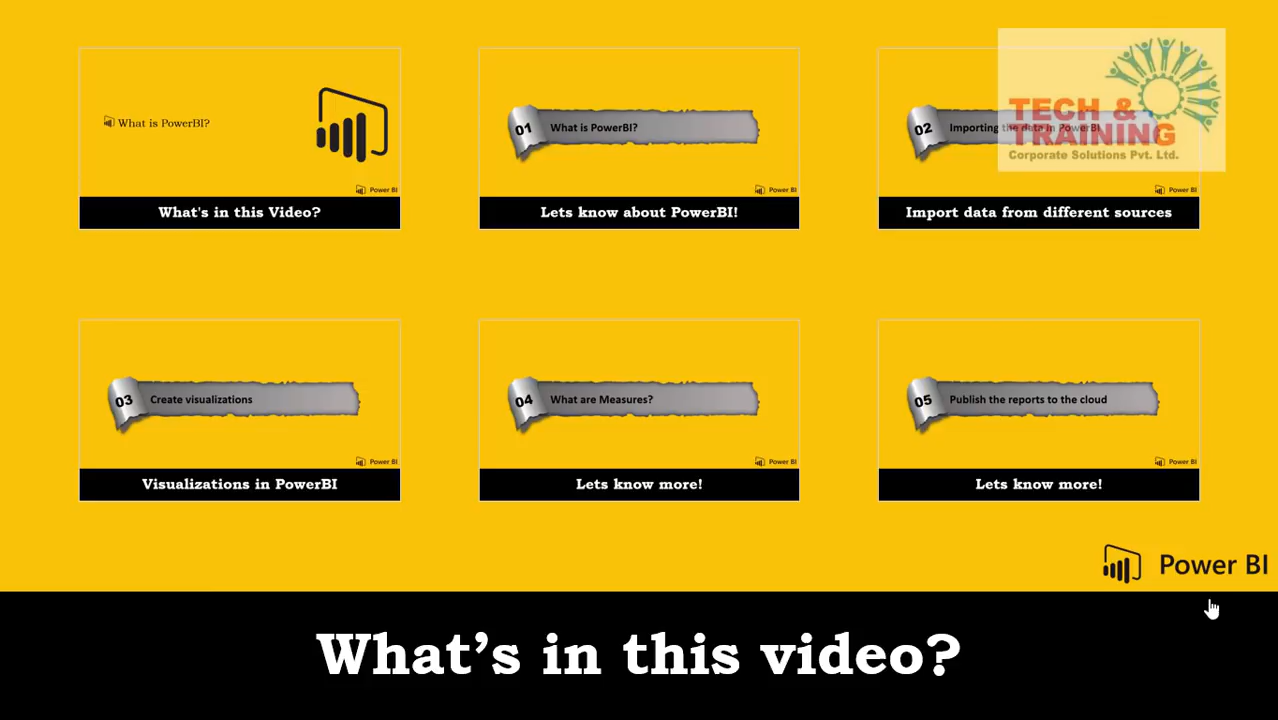 What is PowerBI?
Power BI
What's in this Video?
01 What is PowerBI?
Power BI
Lets know about PowerBI!
TECH &
TRAINING
Corporate Solutions Pvt. Ltd.
02 Importing the data in PowerBI
Power BI
Import data from different sources
03 Create visualizations
Power BI
Visualizations in PowerBI
04 What are Measures?
Power BI
Lets know more!
05 Publish the reports to the cloud
Power BI
Lets know more!
Power BI
What’s in this video?